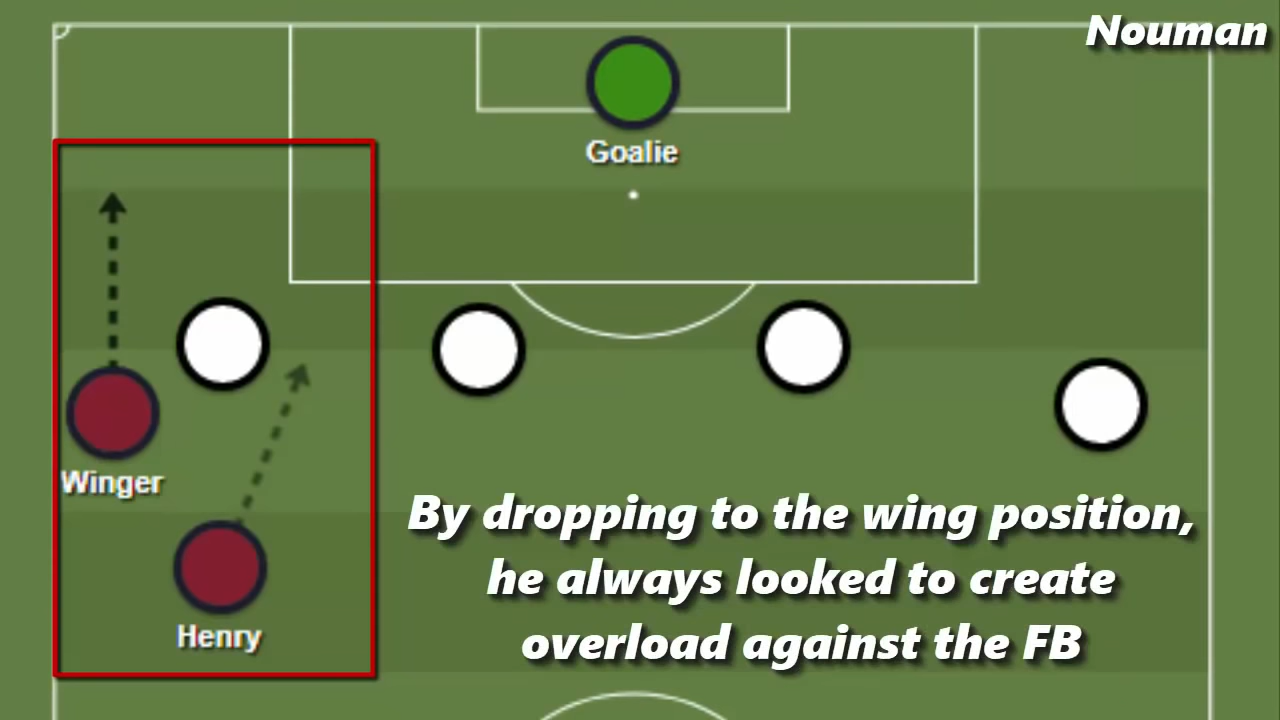 Nouman
Goalie
Winger
Henry
By dropping to the wing position,
he always looked to create
overload against the FB